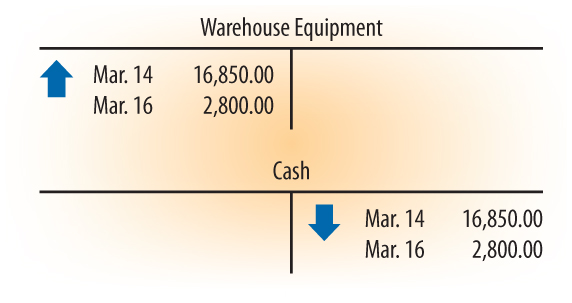 Warehouse Equipment
Mar. 14 16,850.00
Mar. 16 2,800.00
Cash
Mar. 14 16,850.00
Mar. 16 2,800.00